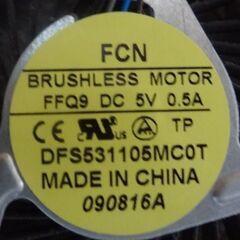 FCN
BRUSHLESS MOTOR
FFQ9 DC 5V 0.5A
TP
DFS531105MC0T
MADE IN CHINA
090816A